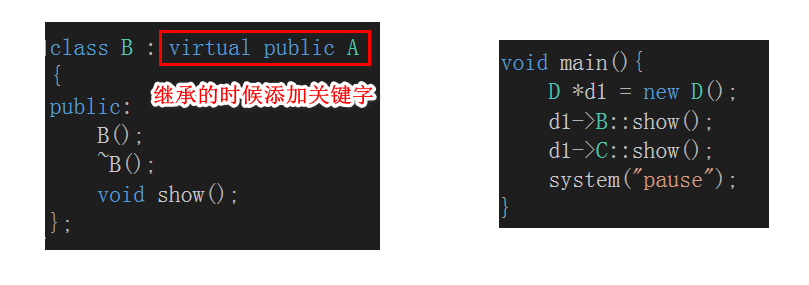 class B : virtual public A
{
继承的时候添加关键字
public:
    B();
    ~B();
    void show();
};
void main(){
    D *d1 = new D();
    d1->B::show();
    d1->C::show();
    system("pause");
}